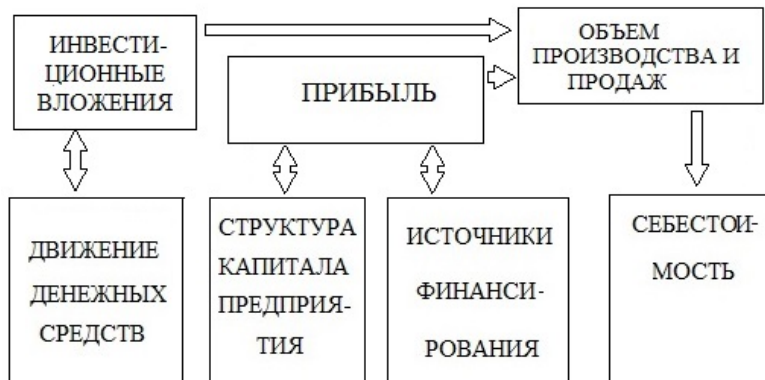 ИНВЕСТИ-
ЦИОННЫЕ
ВЛОЖЕНИЯ
ПРИБЫЛЬ
ОБЪЕМ
ПРОИЗВОДСТВА И
ПРОДАЖ
ДВИЖЕНИЕ
ДЕНЕЖНЫХ
СРЕДСТВ
СТРУКТУРА
КАПИТАЛА
ПРЕДПРИЯ-
ТИЯ
ИСТОЧНИКИ
ФИНАНСИ-
РОВАНИЯ
СЕБЕСТОИ-
МОСТЬ